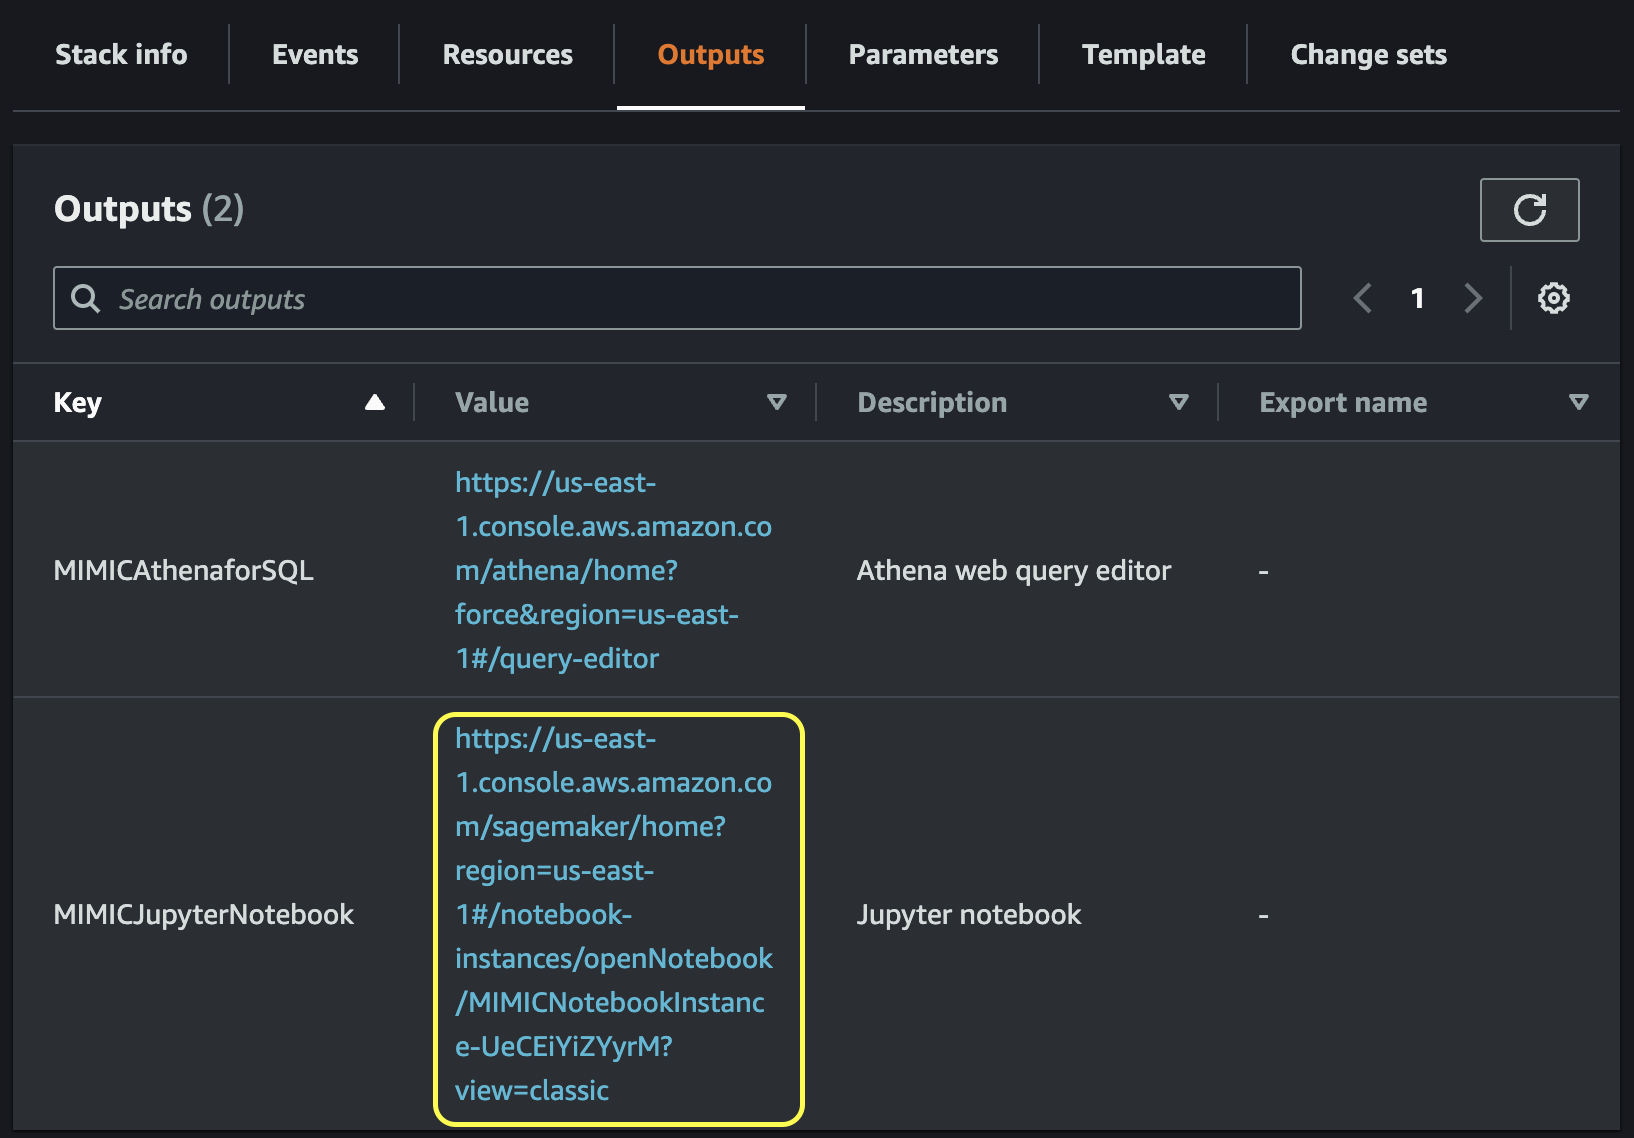 Stack info Events Resources Outputs Parameters Template Change sets
Outputs (2)
Search outputs
1
Key Value Description Export name
https://us-east-
1.console.aws.amazon.co
MIMICAthenaforSQL m/athena/home? Athena web query editor -
force&region=us-east-
1#/query-editor
https://us-east-
1.console.aws.amazon.co
m/sagemaker/home?
region=us-east-
MIMICJupyterNotebook 1#/notebook- Jupyter notebook -
instances/openNotebook
/MIMICNotebookInstanc
e-UeCEiYiZYyrM?
view=classic